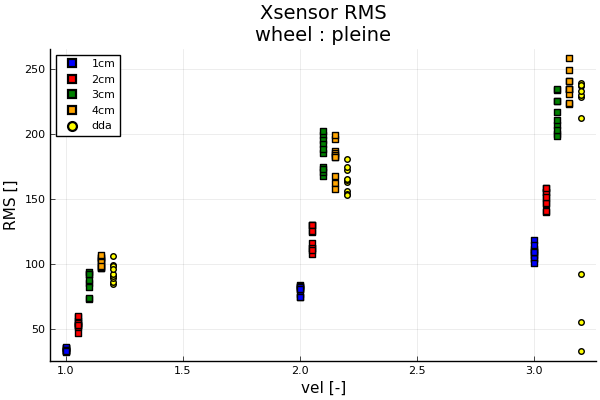 Xsensor RMS
wheel : pleine
1cm
2cm
3cm
4cm
dda
250
200
150
100
50
RMS []
1.0 1.5 2.0 2.5 3.0
vel [-]